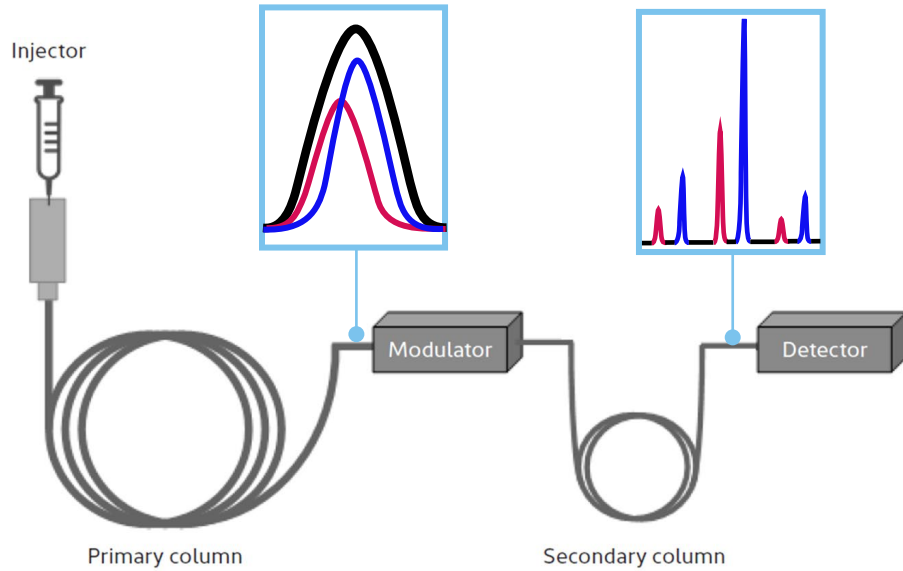 Injector
Modulator
Detector
Primary column
Secondary column